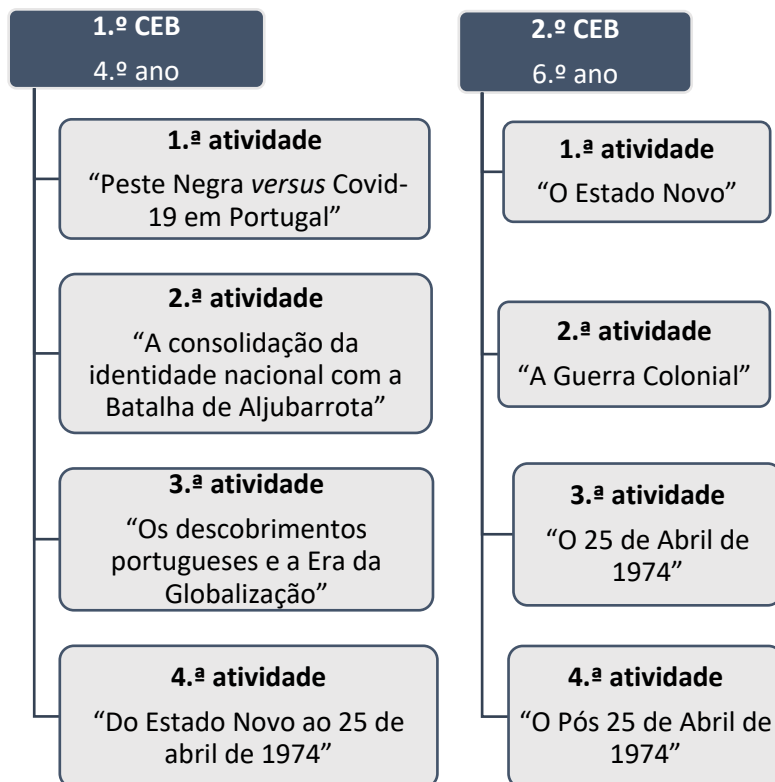 1.º CEB
4.º ano
1.ª atividade
“Peste Negra versus Covid-
19 em Portugal”
2.ª atividade
“A consolidação da
identidade nacional com a
Batalha de Aljubarrota”
3.ª atividade
“Os descobrimentos
portugueses e a Era da
Globalização”
4.ª atividade
“Do Estado Novo ao 25 de
abril de 1974”
2.º CEB
6.º ano
1.ª atividade
“O Estado Novo”
2.ª atividade
“A Guerra Colonial”
3.ª atividade
“O 25 de Abril de
1974”
4.ª atividade
“O Pós 25 de Abril de
1974”